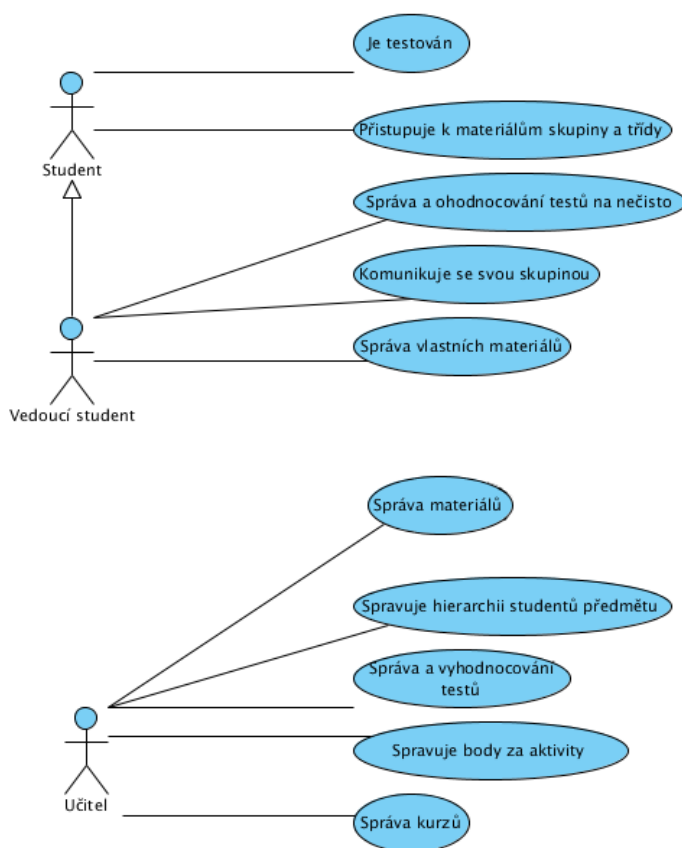 Je testován
Přistupuje k materiálům skupiny a třídy
Student
Správa a ohodnocování testů na nečisto
Komunikuje se svou skupinou
Správa vlastních materiálů
Vedoucí student
Správa materiálů
Spravuje hierarchii studentů předmětu
Správa a vyhodnocování
testů
Spravuje body za aktivity
Učitel
Správa kurzů